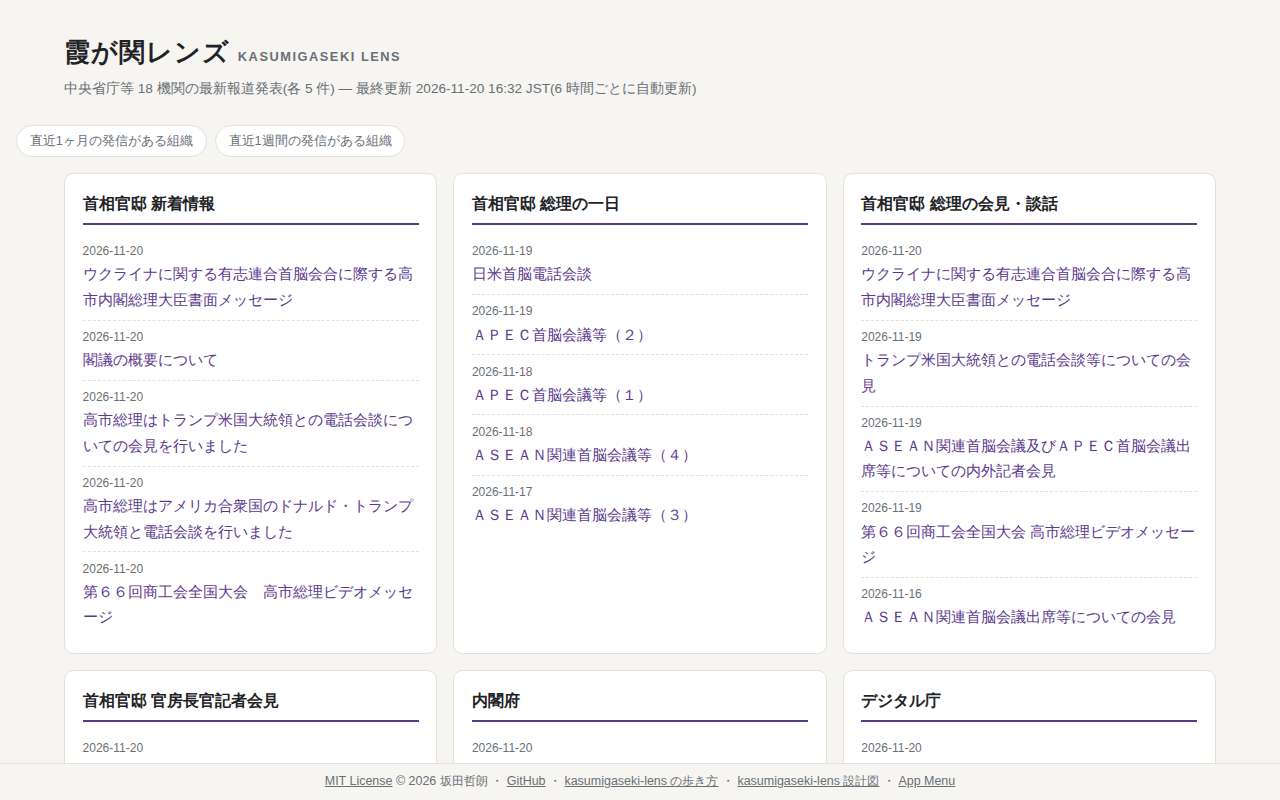 霞が関レンズ KASUMIGASEKI LENS
中央省庁等 18 機関の最新報道発表(各 5 件) — 最終更新 2026-11-20 16:32 JST(6 時間ごとに自動更新)
直近1ヶ月の発信がある組織
直近1週間の発信がある組織
首相官邸 新着情報
2026-11-20
ウクライナに関する有志連合首脳会合に際する高
市内閣総理大臣書面メッセージ
2026-11-20
閣議の概要について
2026-11-20
高市総理はトランプ米国大統領との電話会談につ
いての会見を行いました
2026-11-20
高市総理はアメリカ合衆国のドナルド・トランプ
大統領と電話会談を行いました
2026-11-20
第６６回商工会全国大会　高市総理ビデオメッセ
ージ
首相官邸 総理の一日
2026-11-19
日米首脳電話会談
2026-11-19
ＡＰＥＣ首脳会議等（２）
2026-11-18
ＡＰＥＣ首脳会議等（１）
2026-11-18
ＡＳＥＡＮ関連首脳会議等（４）
2026-11-17
ＡＳＥＡＮ関連首脳会議等（３）
首相官邸 総理の会見・談話
2026-11-20
ウクライナに関する有志連合首脳会合に際する高
市内閣総理大臣書面メッセージ
2026-11-19
トランプ米国大統領との電話会談等についての会
見
2026-11-19
ＡＳＥＡＮ関連首脳会議及びＡＰＥＣ首脳会議出
席等についての内外記者会見
2026-11-19
第６６回商工会全国大会 高市総理ビデオメッセー
ジ
2026-11-16
ＡＳＥＡＮ関連首脳会議出席等についての会見
首相官邸 官房長官記者会見
2026-11-20
内閣府
2026-11-20
デジタル庁
2026-11-20
MIT License © 2026 坂田哲朗 ・ GitHub ・ kasumigaseki-lens の歩き方 ・ kasumigaseki-lens 設計図 ・ App Menu